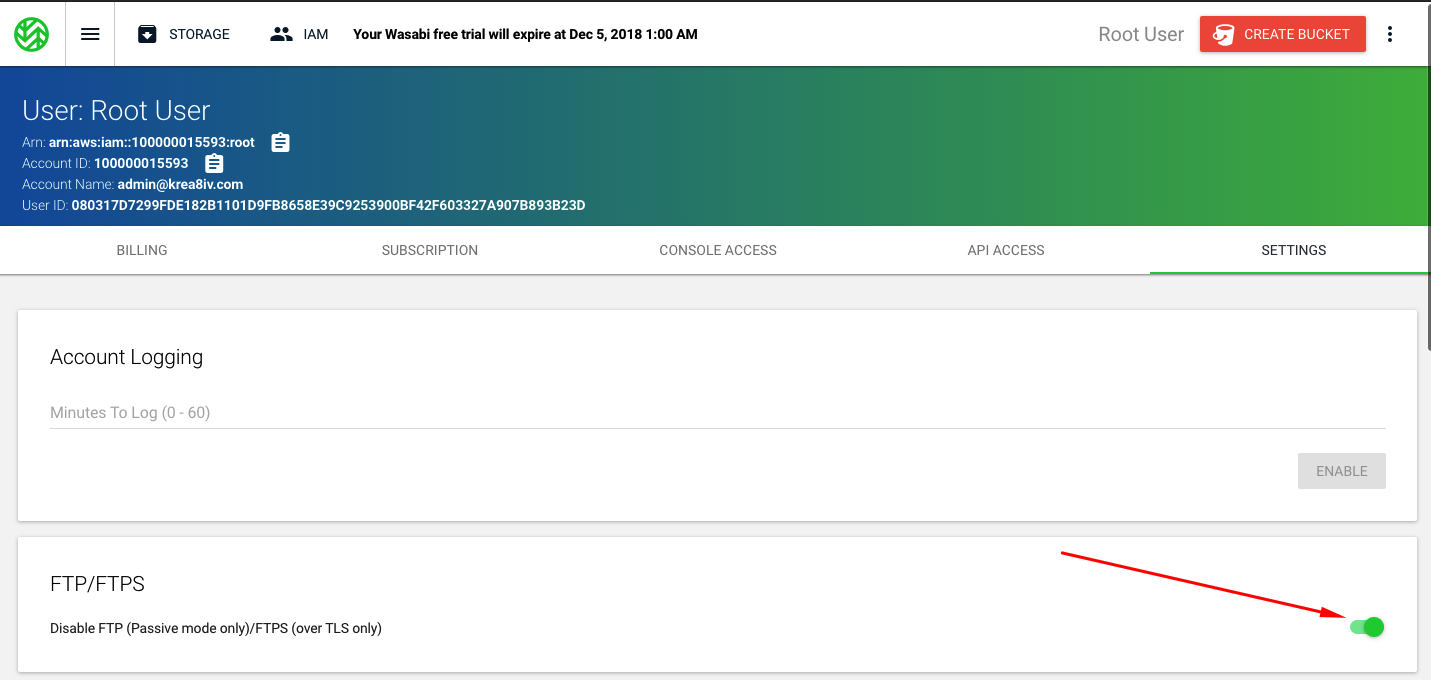 STORAGE IAM Your Wasabi free trial will expire at Dec 5, 2018 1:00 AM Root User CREATE BUCKET
User: Root User
Arn: arn:aws:iam::100000015593:root
Account ID: 100000015593
Account Name: admin@krea8iv.com
User ID: 080317D7299FDE182B1101D9FB8658E39C9253900BF42F603327A907B893B23D
BILLING SUBSCRIPTION CONSOLE ACCESS API ACCESS SETTINGS
Account Logging
Minutes To Log (0 - 60)
ENABLE
FTP/FTPS
Disable FTP (Passive mode only)/FTPS (over TLS only)